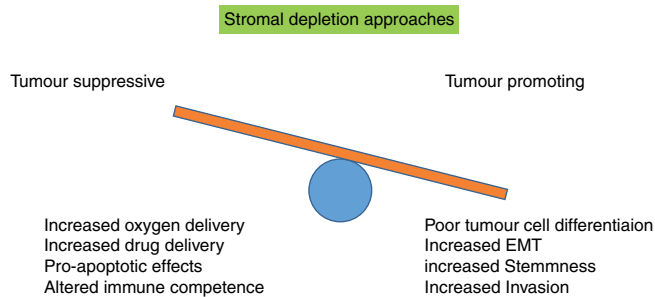 Stromal depletion approaches
Tumour suppressive
Tumour promoting
Increased oxygen delivery
Increased drug delivery
Pro-apoptotic effects
Altered immune competence
Poor tumour cell differentiaion
Increased EMT
increased Stemmness
Increased Invasion